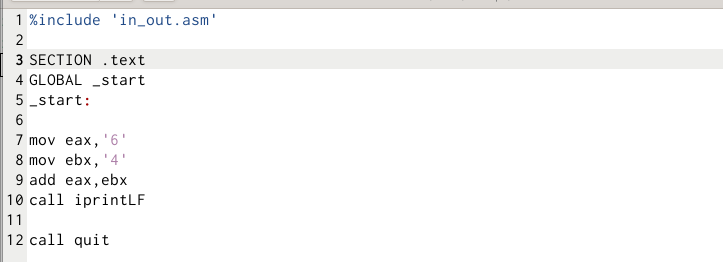 1 %include 'in_out.asm'
2
3 SECTION .text
4 GLOBAL _start
5 _start:
6
7 mov eax,'6'
8 mov ebx,'4'
9 add eax,ebx
10 call iprintLF
11
12 call quit